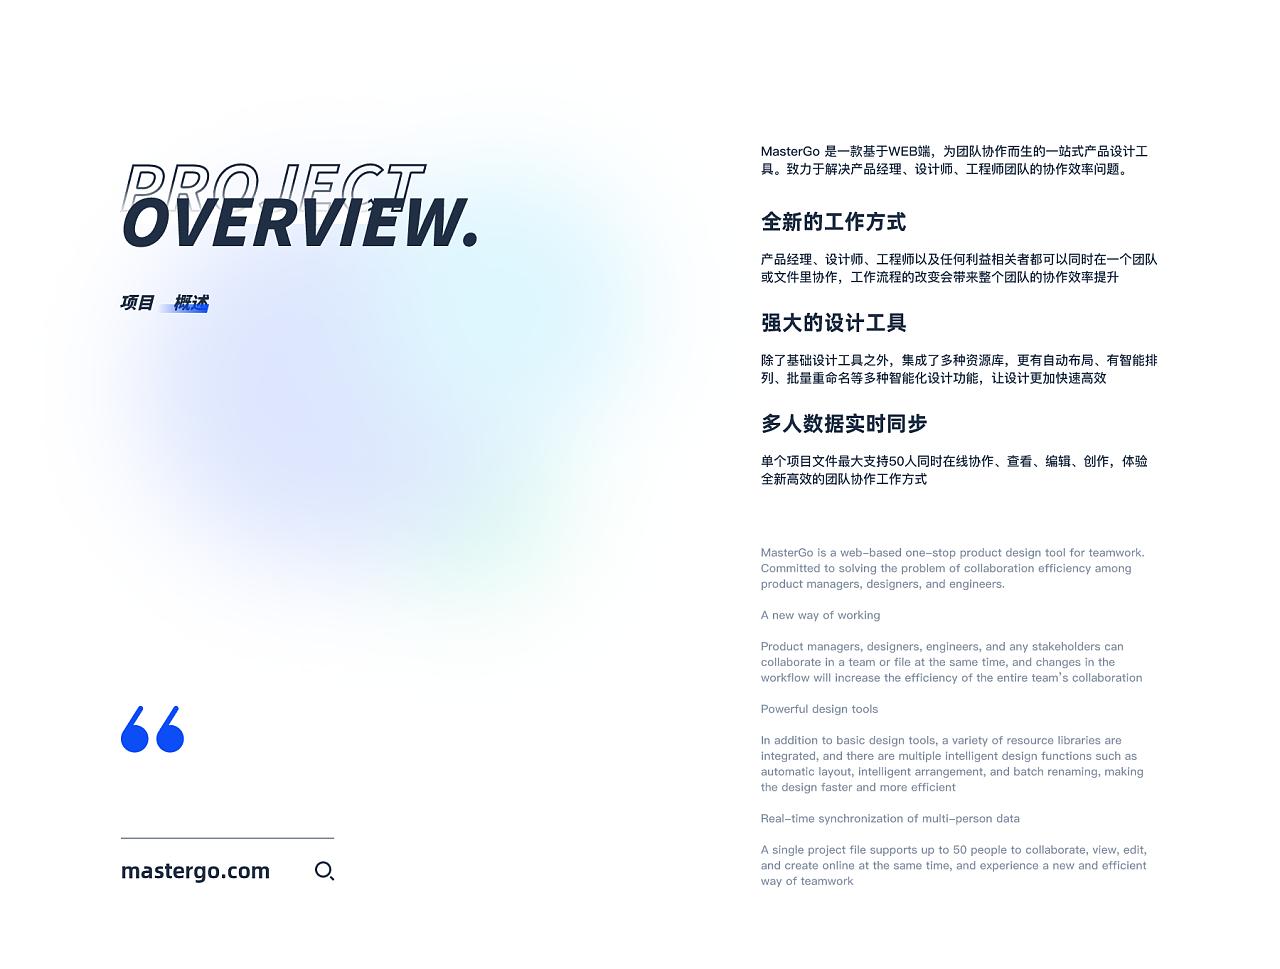 PROJECT
OVERVIEW.
项目 概述
mastergo.com
MasterGo 是一款基于WEB端，为团队协作而生的一站式产品设计工
具。致力于解决产品经理、设计师、工程师团队的协作效率问题。
全新的工作方式
产品经理、设计师、工程师以及任何利益相关者都可以同时在一个团队
或文件里协作，工作流程的改变会带来整个团队的协作效率提升
强大的设计工具
除了基础设计工具之外，集成了多种资源库，更有自动布局、有智能排
列、批量重命名等多种智能化设计功能，让设计更加快速高效
多人数据实时同步
单个项目文件最大支持50人同时在线协作、查看、编辑、创作，体验
全新高效的团队协作工作方式
MasterGo is a web-based one-stop product design tool for teamwork.
Committed to solving the problem of collaboration efficiency among
product managers, designers, and engineers.
A new way of working
Product managers, designers, engineers, and any stakeholders can
collaborate in a team or file at the same time, and changes in the
workflow will increase the efficiency of the entire team's collaboration
Powerful design tools
In addition to basic design tools, a variety of resource libraries are
integrated, and there are multiple intelligent design functions such as
automatic layout, intelligent arrangement, and batch renaming, making
the design faster and more efficient
Real-time synchronization of multi-person data
A single project file supports up to 50 people to collaborate, view, edit,
and create online at the same time, and experience a new and efficient
way of teamwork